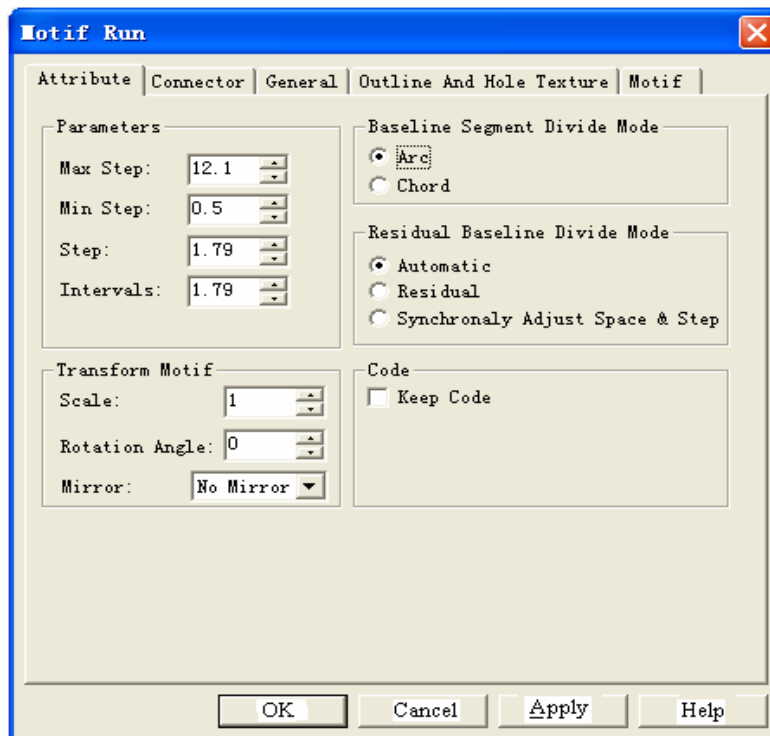 Motif Run
Attribute Connector General Outline And Hole Texture Motif
Parameters
Max Step: 12.1
Min Step: 0.5
Step: 1.79
Intervals: 1.79
Baseline Segment Divide Mode
Arc
Chord
Residual Baseline Divide Mode
Automatic
Residual
Synchronaly Adjust Space & Step
Transform Motif
Scale: 1
Rotation Angle: 0
Mirror: No Mirror
Code
Keep Code
OK Cancel Apply Help